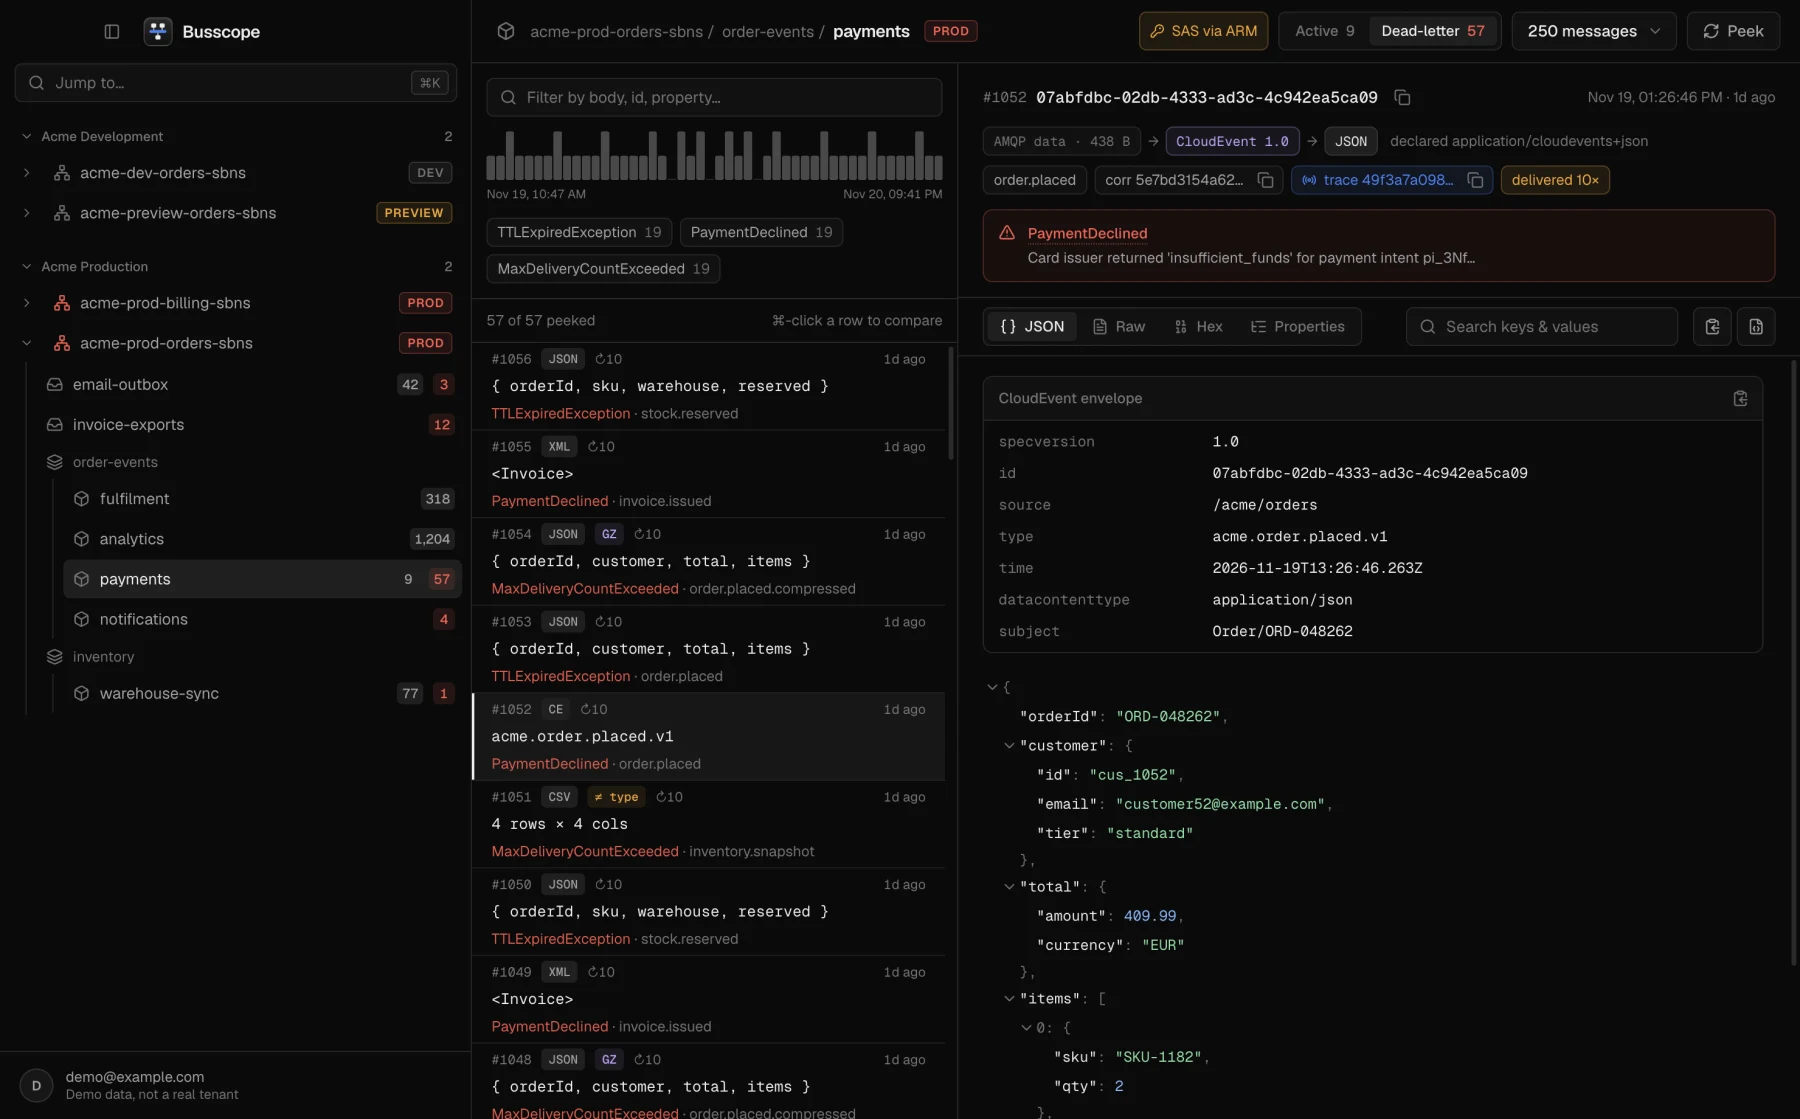 Busscope
Jump to...
⌘K
Acme Development 2
acme-dev-orders-sbns DEV
acme-preview-orders-sbns PREVIEW
Acme Production 2
acme-prod-billing-sbns PROD
acme-prod-orders-sbns PROD
email-outbox 42 3
invoice-exports 12
order-events
fulfilment 318
analytics 1,204
payments 9 57
notifications 4
inventory
warehouse-sync 77 1
D
demo@example.com
Demo data, not a real tenant
acme-prod-orders-sbns / order-events / payments PROD
SAS via ARM
Active 9 Dead-letter 57
250 messages
Peek
Filter by body, id, property...
Nov 19, 10:47 AM Nov 20, 09:41 PM
TTLExpiredException 19 PaymentDeclined 19
MaxDeliveryCountExceeded 19
57 of 57 peeked ⌘-click a row to compare
#1056 JSON ↻10 1d ago
{ orderId, sku, warehouse, reserved }
TTLExpiredException · stock.reserved
#1055 XML ↻10 1d ago
<Invoice>
PaymentDeclined · invoice.issued
#1054 JSON GZ ↻10 1d ago
{ orderId, customer, total, items }
MaxDeliveryCountExceeded · order.placed.compressed
#1053 JSON ↻10 1d ago
{ orderId, customer, total, items }
TTLExpiredException · order.placed
#1052 CE ↻10 1d ago
acme.order.placed.v1
PaymentDeclined · order.placed
#1051 CSV ≠ type ↻10 1d ago
4 rows × 4 cols
MaxDeliveryCountExceeded · inventory.snapshot
#1050 JSON ↻10 1d ago
{ orderId, sku, warehouse, reserved }
TTLExpiredException · stock.reserved
#1049 XML ↻10 1d ago
<Invoice>
PaymentDeclined · invoice.issued
#1048 JSON GZ ↻10 1d ago
{ orderId, customer, total, items }
MaxDeliveryCountExceeded · order.placed.compressed
#1052 07abfdbc-02db-4333-ad3c-4c942ea5ca09 Nov 19, 01:26:46 PM · 1d ago
AMQP data · 438 B → CloudEvent 1.0 → JSON declared application/cloudevents+json
order.placed corr 5e7bd3154a62... trace 49f3a7a098... delivered 10×
PaymentDeclined
Card issuer returned 'insufficient_funds' for payment intent pi_3Nf...
{ } JSON Raw Hex Properties
Search keys & values
CloudEvent envelope
specversion 1.0
id 07abfdbc-02db-4333-ad3c-4c942ea5ca09
source /acme/orders
type acme.order.placed.v1
time 2026-11-19T13:26:46.263Z
datacontenttype application/json
subject Order/ORD-048262
{
"orderId": "ORD-048262",
"customer": {
"id": "cus_1052",
"email": "customer52@example.com",
"tier": "standard"
},
"total": {
"amount": 409.99,
"currency": "EUR"
},
"items": [
0: {
"sku": "SKU-1182",
"qty": 2
},